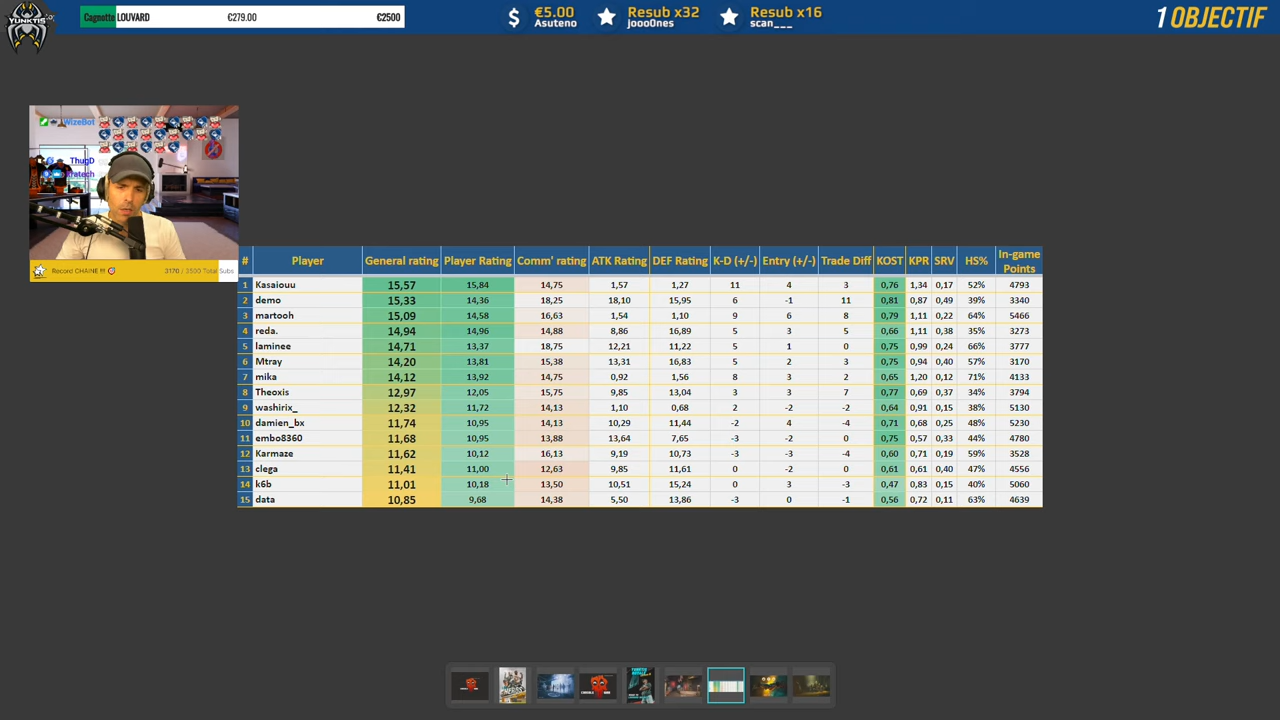 YUNKTIS
Cagnotte LOUVARD €279.00 €2500
€5.00
Asuteno
Resub x32
jooo0nes
Resub x16
scan___
1 OBJECTIF
WizeBot
ThugD
Record CHAINE !!! 3170 / 3500 Total Subs
# Player General rating Player Rating Comm' rating ATK Rating DEF Rating K-D (+/-) Entry (+/-) Trade Diff KOST KPR SRV HS% In-game Points
1 Kasaiouu 15,57 15,84 14,75 1,57 1,27 11 4 3 0,76 1,34 0,17 52% 4793
2 demo 15,33 14,36 18,25 18,10 15,95 6 -1 11 0,81 0,87 0,49 39% 3340
3 martooh 15,09 14,58 16,63 1,54 1,10 9 6 8 0,79 1,11 0,22 64% 5466
4 reda. 14,94 14,96 14,88 8,86 16,89 5 3 5 0,66 1,11 0,38 35% 3273
5 laminee 14,71 13,37 18,75 12,21 11,22 5 1 0 0,75 0,99 0,24 66% 3777
6 Mtray 14,20 13,81 15,38 13,31 16,83 5 2 3 0,75 0,94 0,40 57% 3170
7 mika 14,12 13,92 14,75 0,92 1,56 8 3 2 0,65 1,20 0,12 71% 4133
8 Theoxis 12,97 12,05 15,75 9,85 13,04 3 3 7 0,77 0,69 0,37 34% 3794
9 washirix_ 12,32 11,72 14,13 1,10 0,68 2 -2 -2 0,64 0,91 0,15 38% 5130
10 damien_bx 11,74 10,95 14,13 10,29 11,44 -2 4 -4 0,71 0,68 0,25 48% 5230
11 embo8360 11,68 10,95 13,88 13,64 7,65 -3 -2 0 0,75 0,57 0,33 44% 4780
12 Karmaze 11,62 10,12 16,13 9,19 10,73 -3 -3 -4 0,60 0,71 0,19 59% 3528
13 clega 11,41 11,00 12,63 9,85 11,61 0 -2 0 0,61 0,61 0,40 47% 4556
14 k6b 11,01 10,18 13,50 10,51 15,24 0 3 -3 0,47 0,83 0,15 40% 5060
15 data 10,85 9,68 14,38 5,50 13,86 -3 0 -1 0,56 0,72 0,11 63% 4639